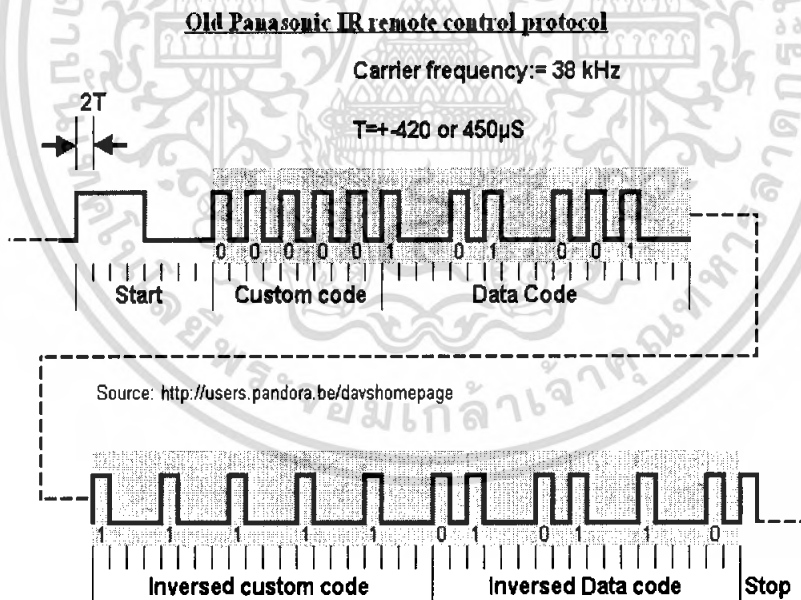 Old Panasonic IR remote control protocol
Carrier frequency:= 38 kHz
2T
T=+-420 or 450µS
0 0 0 0 0 1 0 1 0 0 1
Start Custom code Data Code
Source: http://users.pandora.be/davshomepage
1 1 1 1 1 0 1 0 1 1 0
Inversed custom code Inversed Data code Stop